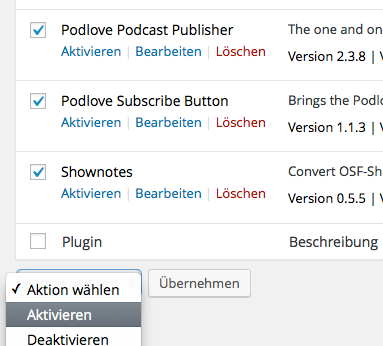 Podlove Podcast Publisher
The one and on
Aktivieren | Bearbeiten | Löschen
Version 2.3.8 |
Podlove Subscribe Button
Brings the Podlo
Aktivieren | Bearbeiten | Löschen
Version 1.1.3 |
Shownotes
Convert OSF-Sh
Aktivieren | Bearbeiten | Löschen
Version 0.5.5 |
Plugin
Beschreibung
✓ Aktion wählen
Übernehmen
Aktivieren
Deaktivieren